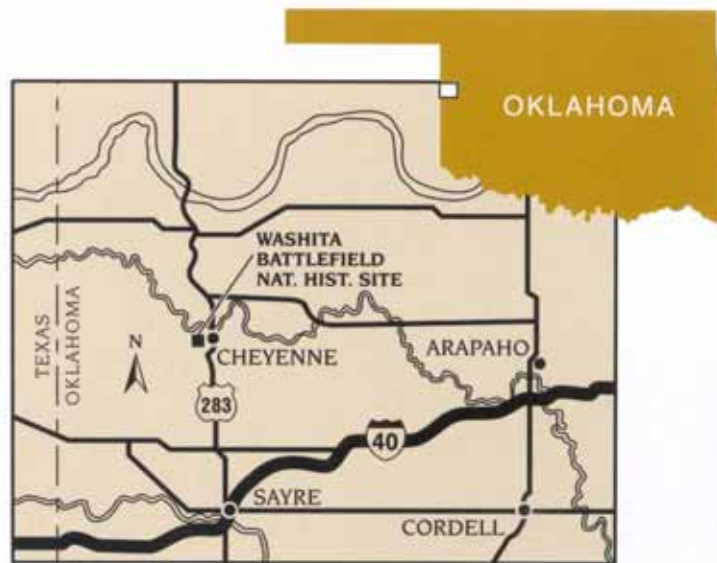 OKLAHOMA
WASHITA
BATTLEFIELD
NAT. HIST. SITE
TEXAS
OKLAHOMA
N
CHEYENNE
ARAPAHO
283
40
SAYRE
CORDELL